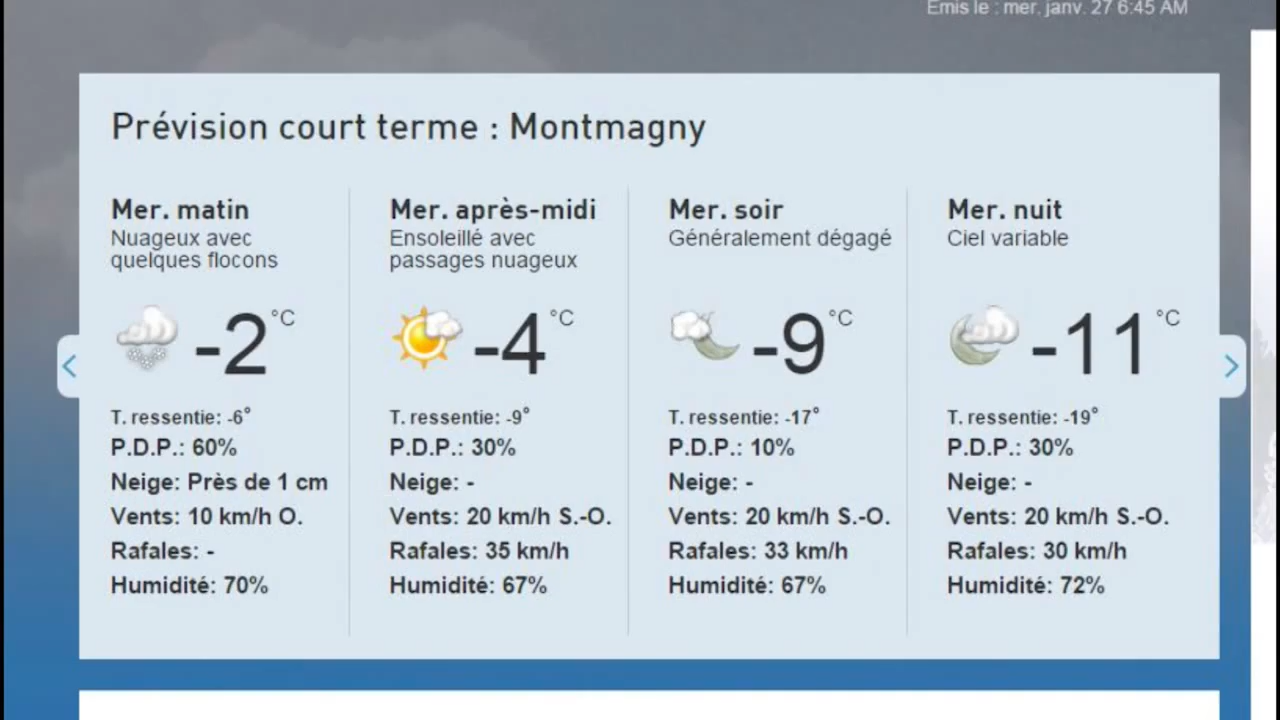 Émis le : mer. janv. 27 6:45 AM
Prévision court terme : Montmagny
Mer. matin
Nuageux avec
quelques flocons
-2 °C
T. ressentie: -6°
P.D.P.: 60%
Neige: Près de 1 cm
Vents: 10 km/h O.
Rafales: -
Humidité: 70%
Mer. après-midi
Ensoleillé avec
passages nuageux
-4 °C
T. ressentie: -9°
P.D.P.: 30%
Neige: -
Vents: 20 km/h S.-O.
Rafales: 35 km/h
Humidité: 67%
Mer. soir
Généralement dégagé
-9 °C
T. ressentie: -17°
P.D.P.: 10%
Neige: -
Vents: 20 km/h S.-O.
Rafales: 33 km/h
Humidité: 67%
Mer. nuit
Ciel variable
-11 °C
T. ressentie: -19°
P.D.P.: 30%
Neige: -
Vents: 20 km/h S.-O.
Rafales: 30 km/h
Humidité: 72%